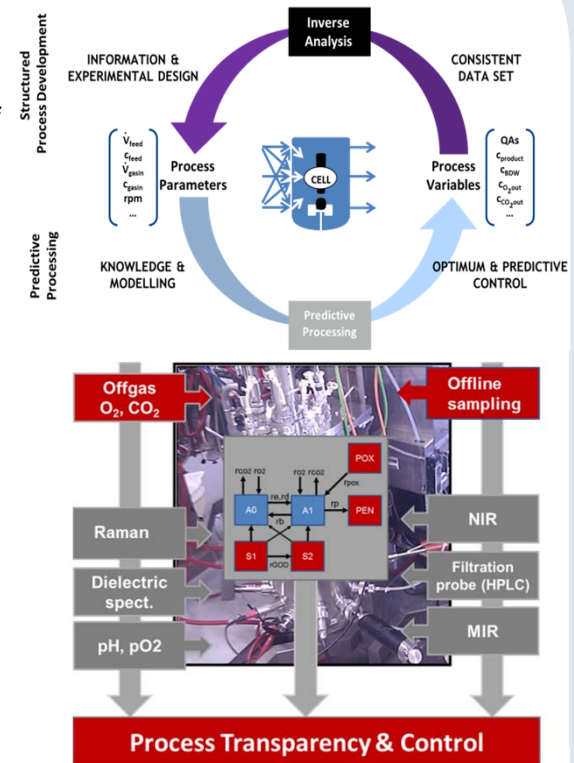 Structured
Process Development
Predictive
Processing
Inverse
Analysis
INFORMATION &
EXPERIMENTAL DESIGN
CONSISTENT
DATA SET
V̇feed
cfeed
V̇gasin
cgasin
rpm
...
Process
Parameters
CELL
Process
Variables
QAs
cproduct
cBDW
cO2out
cCO2out
...
KNOWLEDGE &
MODELLING
OPTIMUM & PREDICTIVE
CONTROL
Predictive
Processing
Offgas
O2, CO2
Offline
sampling
rco2 ro2 ro2 rco2
POX
rpox
A0
re,rd
A1
rp
PEN
rb
S1
rGOD
S2
Raman
NIR
Dielectric
spect.
Filtration
probe (HPLC)
pH, pO2
MIR
Process Transparency & Control